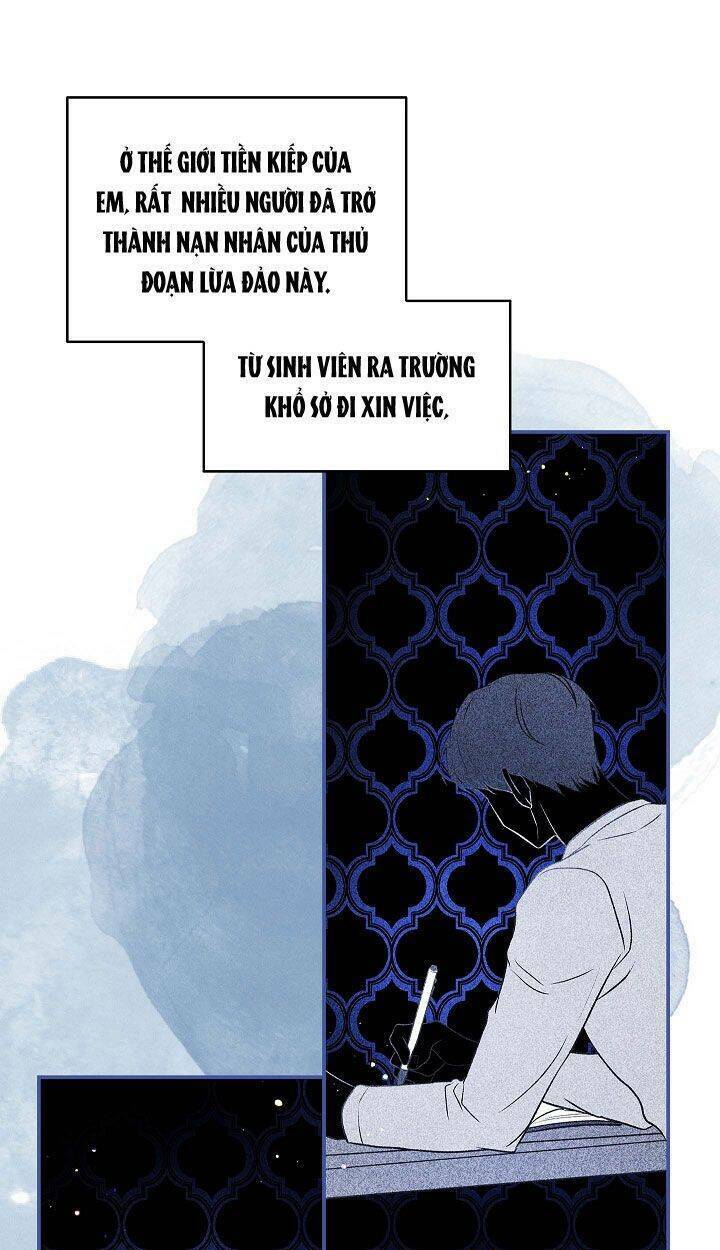 Ở THẾ GIỚI TIỀN KIẾP CỦA
EM, RẤT NHIỀU NGƯỜI ĐÃ TRỞ
THÀNH NẠN NHÂN CỦA THỦ
ĐOẠN LỪA ĐẢO NÀY.
TỪ SINH VIÊN RA TRƯỜNG
KHỔ SỞ ĐI XIN VIỆC,